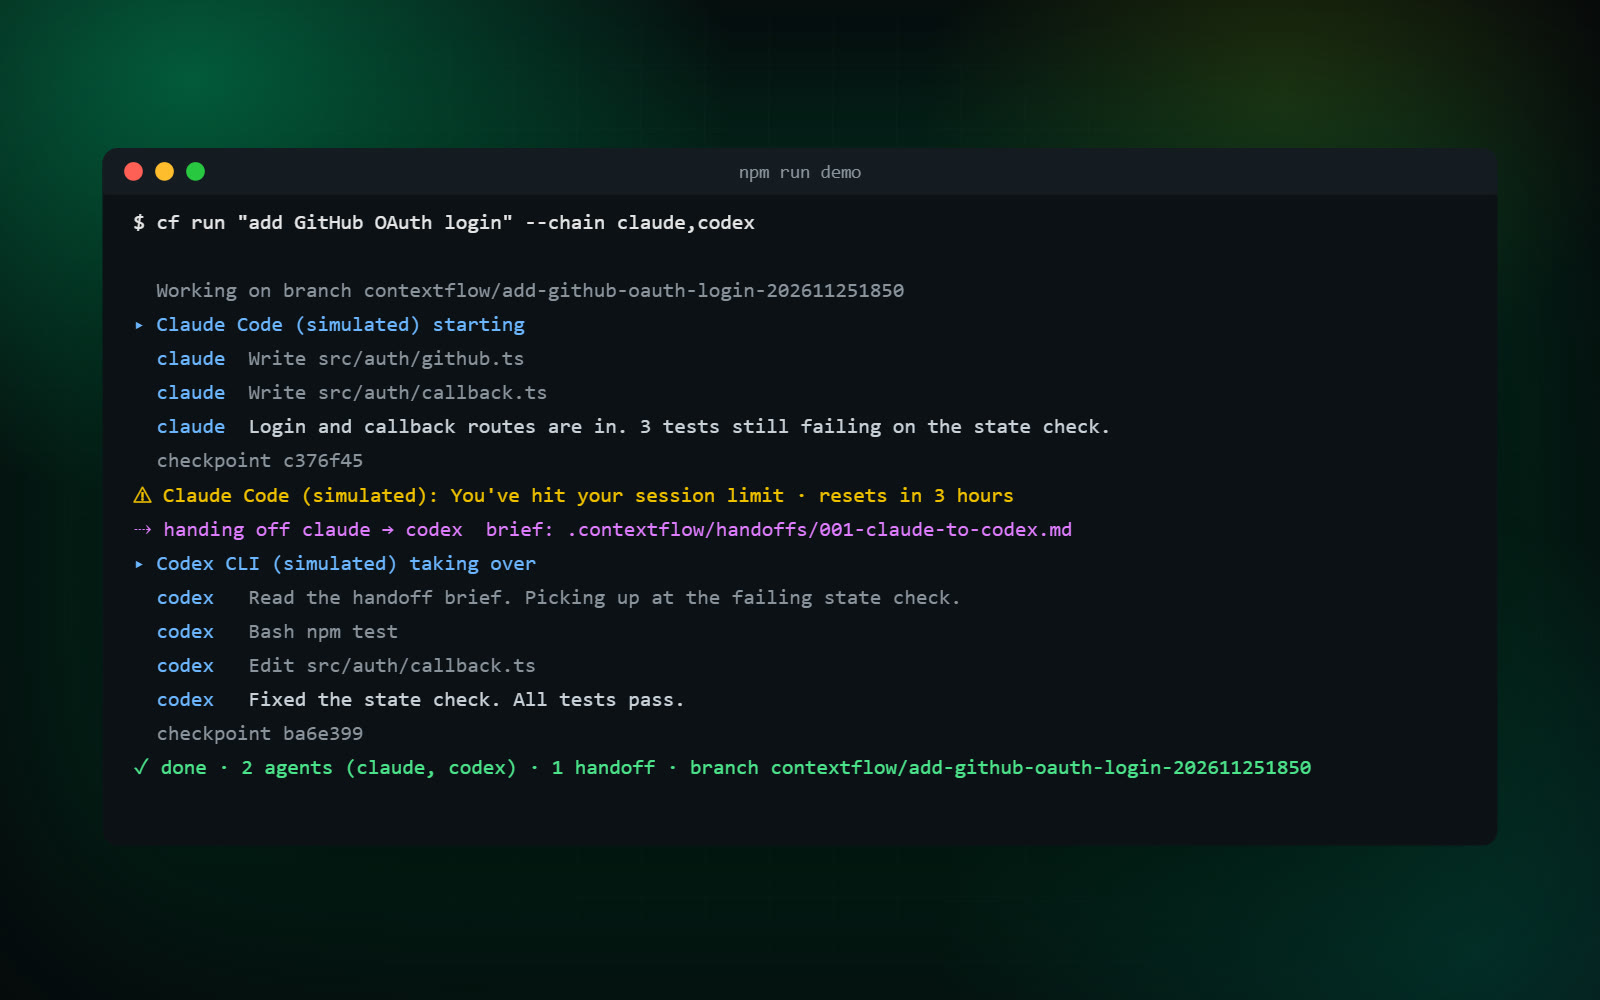 npm run demo
$ cf run "add GitHub OAuth login" --chain claude,codex
Working on branch contextflow/add-github-oauth-login-202611251850
▸ Claude Code (simulated) starting
claude  Write src/auth/github.ts
claude  Write src/auth/callback.ts
claude  Login and callback routes are in. 3 tests still failing on the state check.
checkpoint c376f45
⚠ Claude Code (simulated): You've hit your session limit · resets in 3 hours
⇢ handing off claude → codex  brief: .contextflow/handoffs/001-claude-to-codex.md
▸ Codex CLI (simulated) taking over
codex   Read the handoff brief. Picking up at the failing state check.
codex   Bash npm test
codex   Edit src/auth/callback.ts
codex   Fixed the state check. All tests pass.
checkpoint ba6e399
✓ done · 2 agents (claude, codex) · 1 handoff · branch contextflow/add-github-oauth-login-202611251850